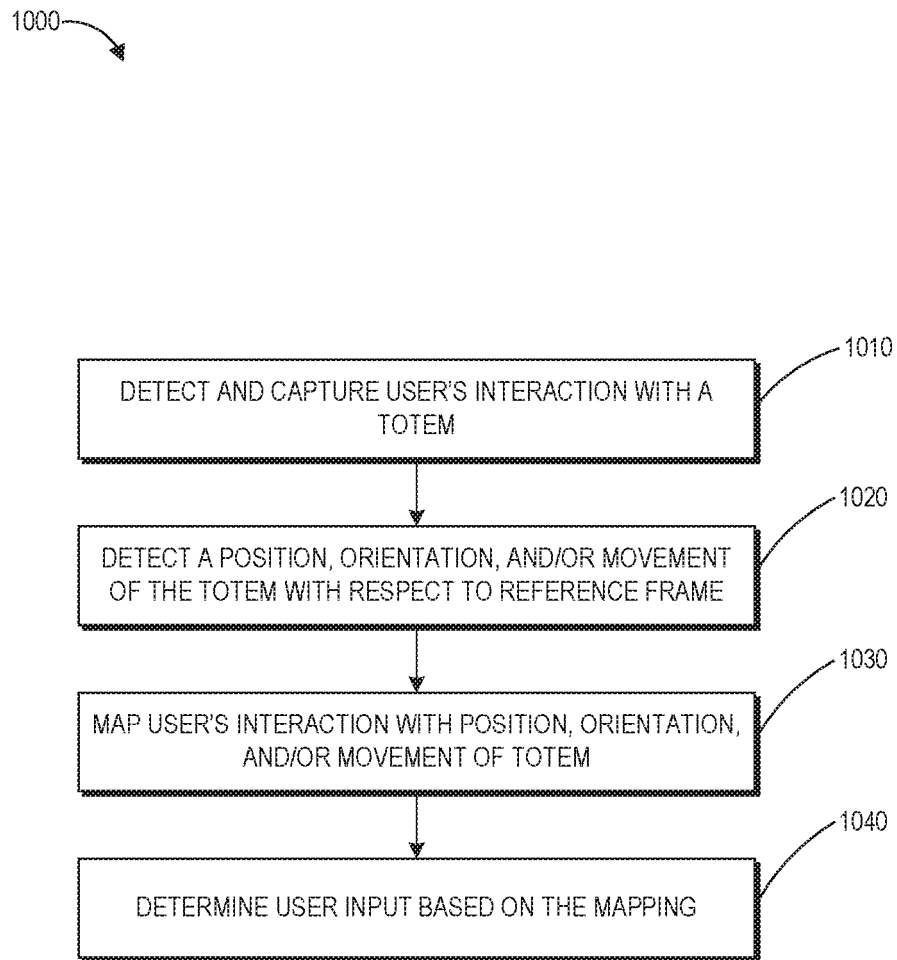 1000
1010
DETECT AND CAPTURE USER'S INTERACTION WITH A
TOTEM
1020
DETECT A POSITION, ORIENTATION, AND/OR MOVEMENT
OF THE TOTEM WITH RESPECT TO REFERENCE FRAME
1030
MAP USER'S INTERACTION WITH POSITION, ORIENTATION,
AND/OR MOVEMENT OF TOTEM
1040
DETERMINE USER INPUT BASED ON THE MAPPING